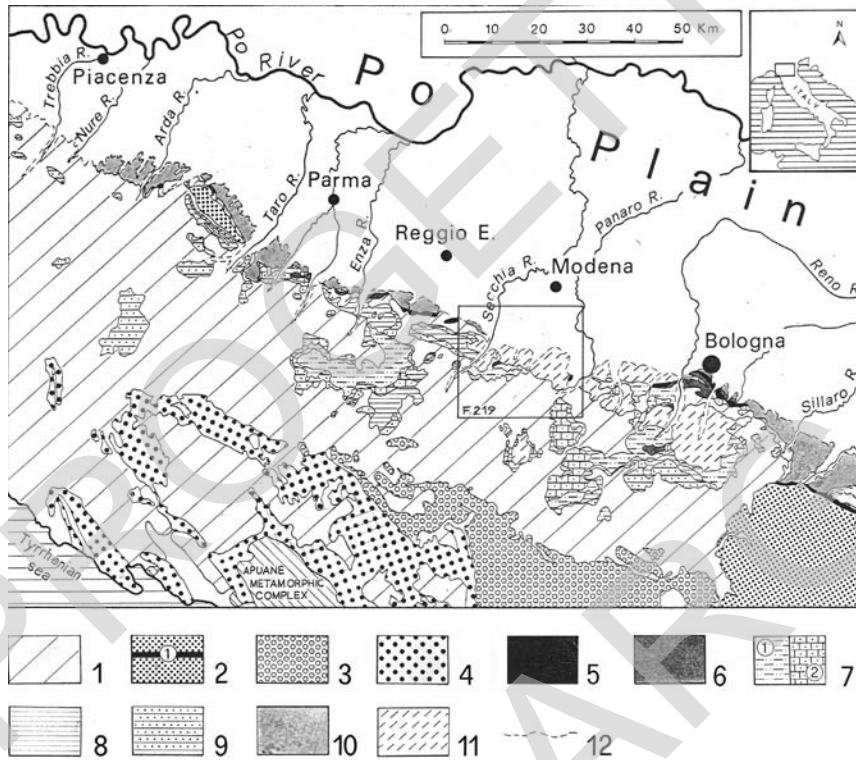 0 10 20 30 40 50 Km
N
ITALY
Po River
Po Plain
Trebbia R.
Piacenza
Nure R.
Arda R.
Taro R.
Parma
Enza R.
Reggio E.
Secchia R.
Modena
Panaro R.
Reno R.
Bologna
Sillaro R.
F.219
Tyrrhenian
sea
APUANE
METAMORPHIC
COMPLEX
1 ① 2 3 4 5 6 ① ② 7
8 9 10 11 12